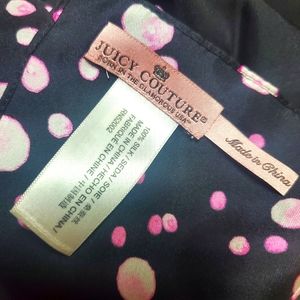 JUICY COUTURE®
BORN IN THE GLAMOROUS USA
Made in China
100% SILK / SEDA / SOIE /
MADE IN CHINA / HECHO EN
FABRIQUE EN CHINE /
RN52002
CHINA /